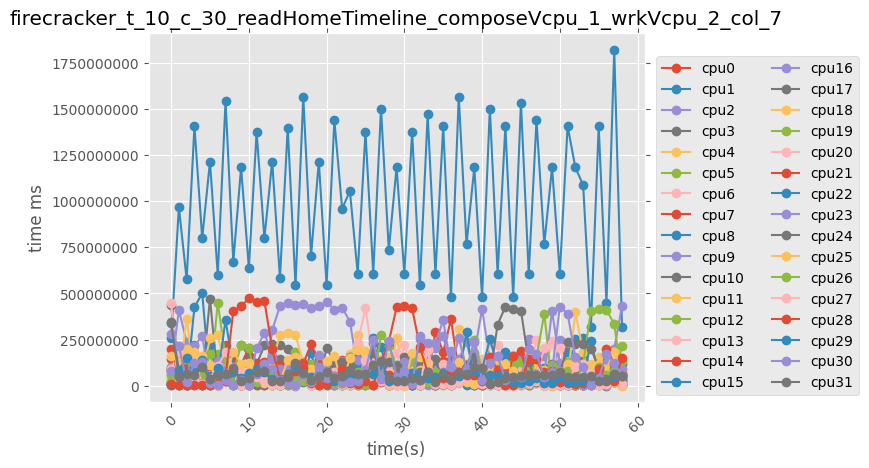 firecracker_t_10_c_30_readHomeTimeline_composeVcpu_1_wrkVcpu_2_col_7
time ms
1750000000
1500000000
1250000000
1000000000
750000000
500000000
250000000
0
0
10
20
30
40
50
60
time(s)
cpu0
cpu1
cpu2
cpu3
cpu4
cpu5
cpu6
cpu7
cpu8
cpu9
cpu10
cpu11
cpu12
cpu13
cpu14
cpu15
cpu16
cpu17
cpu18
cpu19
cpu20
cpu21
cpu22
cpu23
cpu24
cpu25
cpu26
cpu27
cpu28
cpu29
cpu30
cpu31